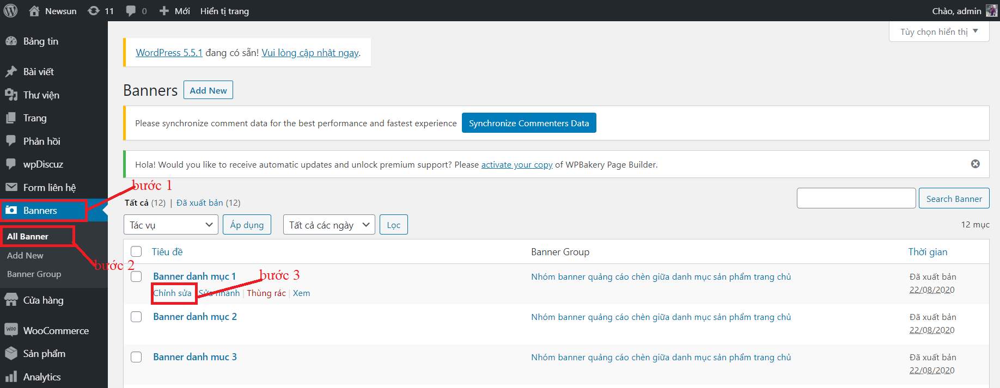 Newsun 11 0 Mới Hiển tị trang Chào, admin
Bảng tin
Bài viết
Thư viện
Trang
Phản hồi
wpDiscuz
Form liên hệ
Banners
All Banner
Add New
Banner Group
Cửa hàng
WooCommerce
Sản phẩm
Analytics
Tùy chọn hiển thị
WordPress 5.5.1 đang có sẵn! Vui lòng cập nhật ngay.
Banners Add New
Please synchronize comment data for the best performance and fastest experience Synchronize Commenters Data
Hola! Would you like to receive automatic updates and unlock premium support? Please activate your copy of WPBakery Page Builder.
bước 1
Tất cả (12) | Đã xuất bản (12)
Search Banner
Tác vụ Áp dụng Tất cả các ngày Lọc 12 mục
Tiêu đề Banner Group Thời gian
bước 2
bước 3
Banner danh mục 1 Nhóm banner quảng cáo chèn giữa danh mục sản phẩm trang chủ Đã xuất bản
22/08/2020
Chỉnh sửa | Sửa nhanh | Thùng rác | Xem
Banner danh mục 2 Nhóm banner quảng cáo chèn giữa danh mục sản phẩm trang chủ Đã xuất bản
22/08/2020
Banner danh muc 3 Nhóm banner quảng cáo chèn giữa danh mục sản phẩm trang chủ Đã xuất bản
22/08/2020